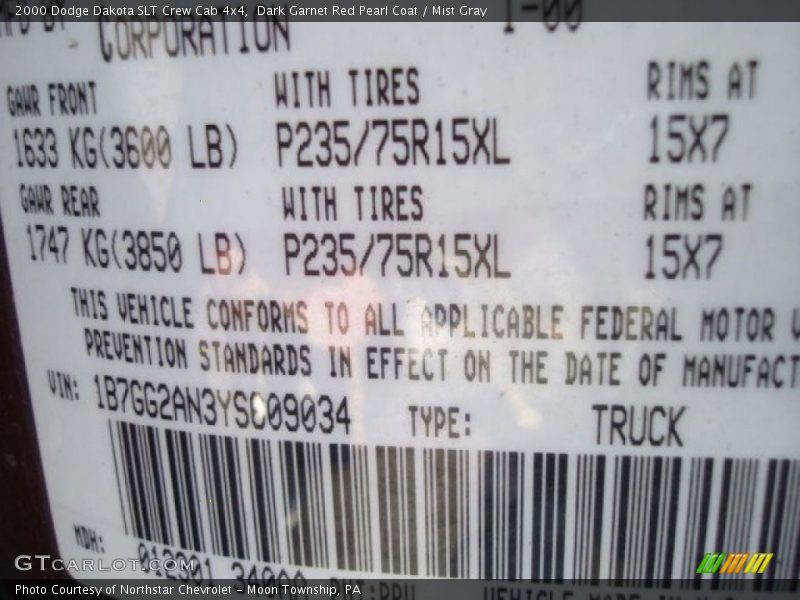 2000 Dodge Dakota SLT Crew Cab 4x4, Dark Garnet Red Pearl Coat / Mist Gray
CORPORATION 1-00
GAWR FRONT WITH TIRES RIMS AT
1633 KG(3600 LB) P235/75R15XL 15X7
GAWR REAR WITH TIRES RIMS AT
1747 KG(3850 LB) P235/75R15XL 15X7
THIS VEHICLE CONFORMS TO ALL APPLICABLE FEDERAL MOTOR
PREVENTION STANDARDS IN EFFECT ON THE DATE OF MANUFACT
VIN: 1B7GG2AN3YS609034 TYPE: TRUCK
MDH:
GTCarLot.com
Photo Courtesy of Northstar Chevrolet – Moon Township, PA